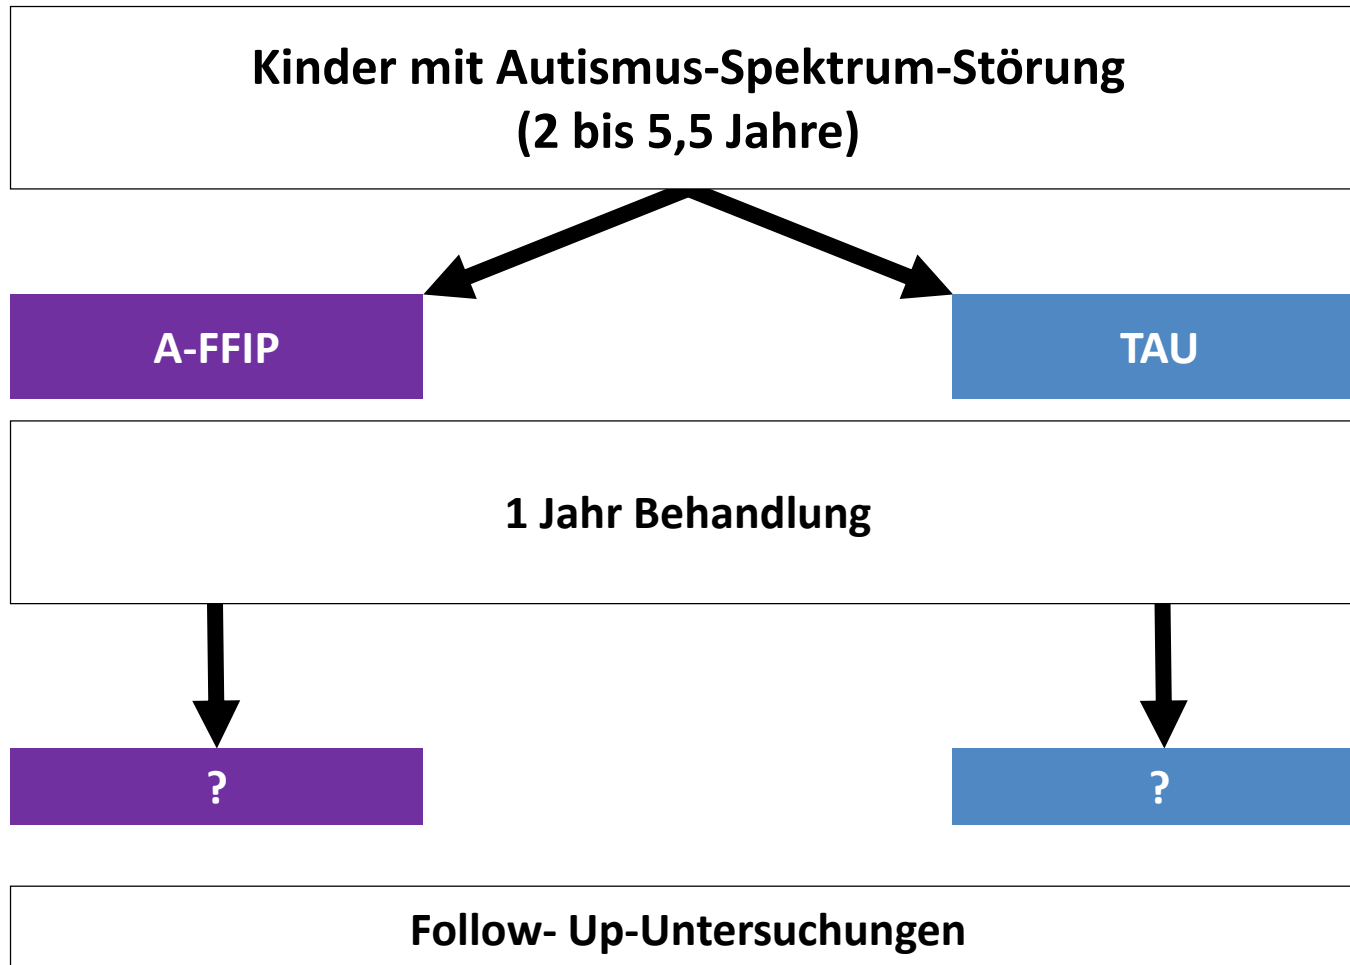 Kinder mit Autismus-Spektrum-Störung
(2 bis 5,5 Jahre)
A-FFIP
TAU
1 Jahr Behandlung
?
?
Follow- Up-Untersuchungen